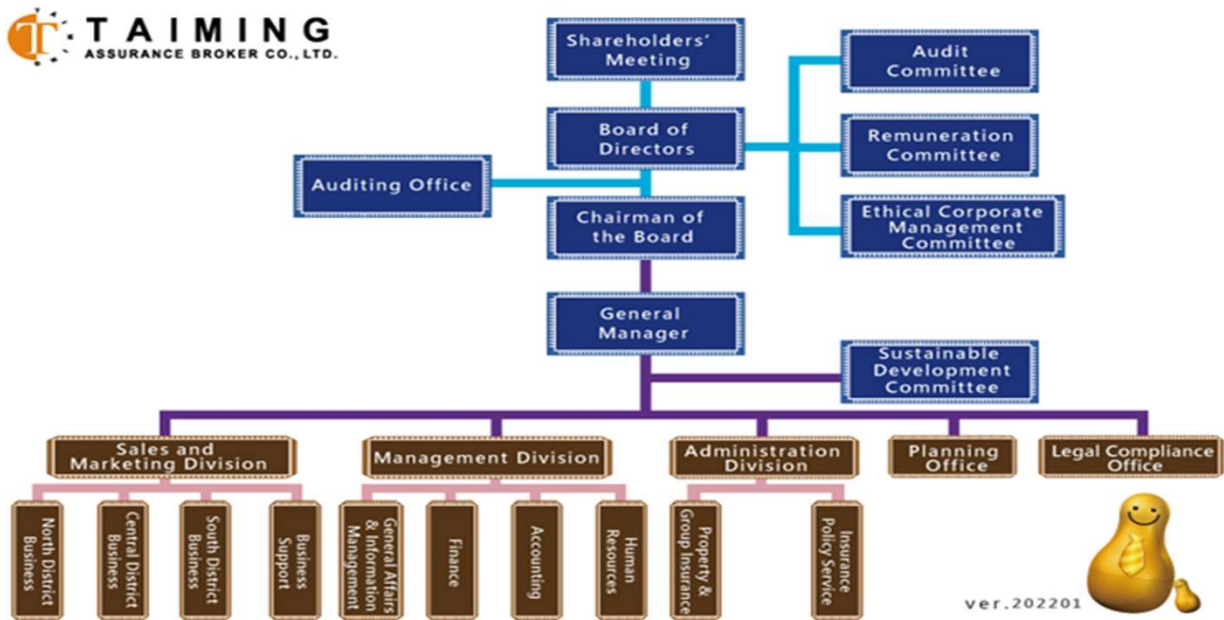 TAIMING
ASSURANCE BROKER CO., LTD.
Shareholders'
Meeting
Audit
Committee
Board of
Directors
Remuneration
Committee
Auditing Office
Chairman of
the Board
Ethical Corporate
Management
Committee
General
Manager
Sustainable
Development
Committee
Sales and
Marketing Division
Management Division
Administration
Division
Planning
Office
Legal Compliance
Office
North District
Business
Central District
Business
South District
Business
Business
Support
General Affairs
& Information
Management
Finance
Accounting
Human
Resources
Property &
Group Insurance
Insurance
Policy Service
ver.202201